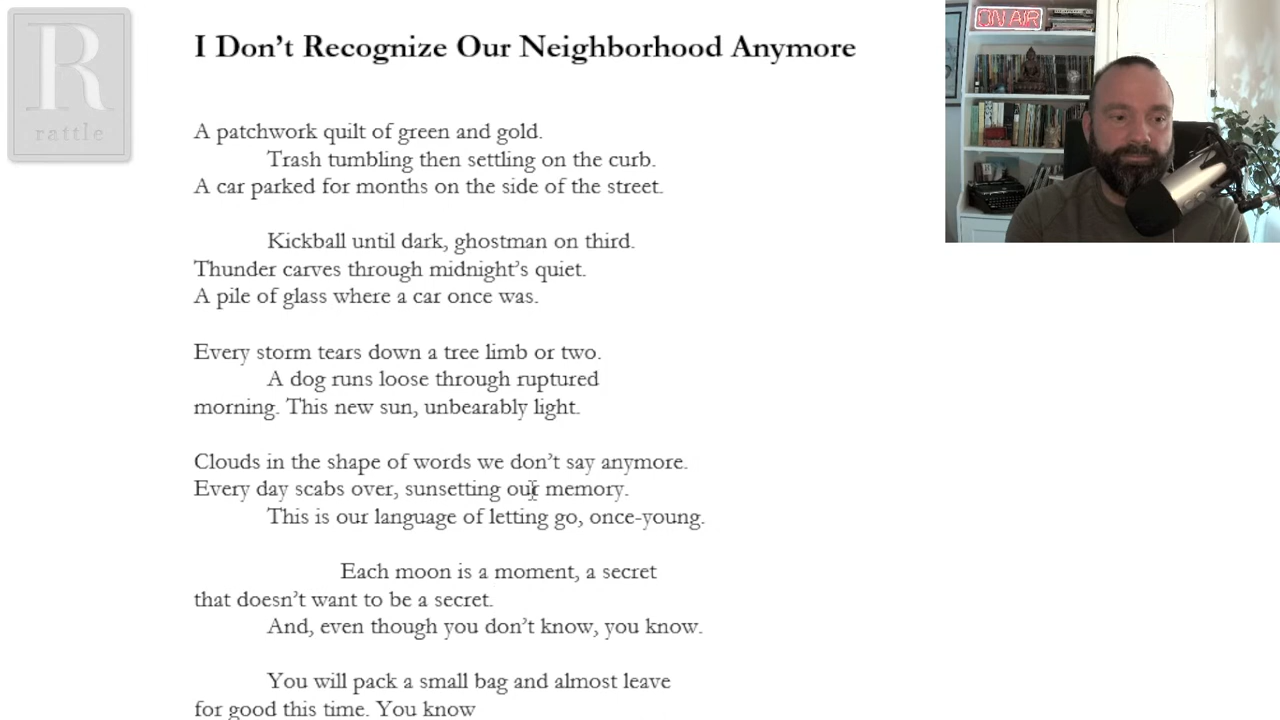 R
rattle
I Don't Recognize Our Neighborhood Anymore
A patchwork quilt of green and gold.
Trash tumbling then settling on the curb.
A car parked for months on the side of the street.
Kickball until dark, ghostman on third.
Thunder carves through midnight's quiet.
A pile of glass where a car once was.
Every storm tears down a tree limb or two.
A dog runs loose through ruptured
morning. This new sun, unbearably light.
Clouds in the shape of words we don't say anymore.
Every day scabs over, sunsetting our memory.
This is our language of letting go, once-young.
Each moon is a moment, a secret
that doesn't want to be a secret.
And, even though you don't know, you know.
You will pack a small bag and almost leave
for good this time. You know
ON AIR